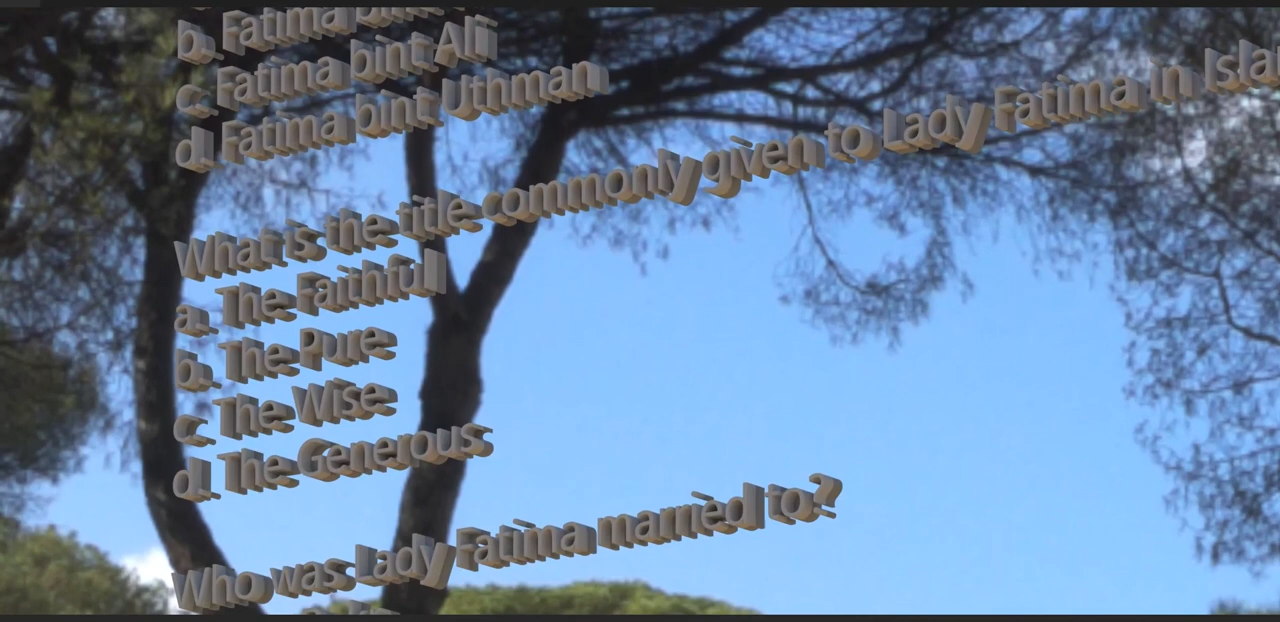 b. Fatima bint
c. Fatima bint Ali
d. Fatima bint Uthman
What is the title commonly given to Lady Fatima in
a. The Faithful
b. The Pure
c. The Wise
d. The Generous
Who was Lady Fatima married to?